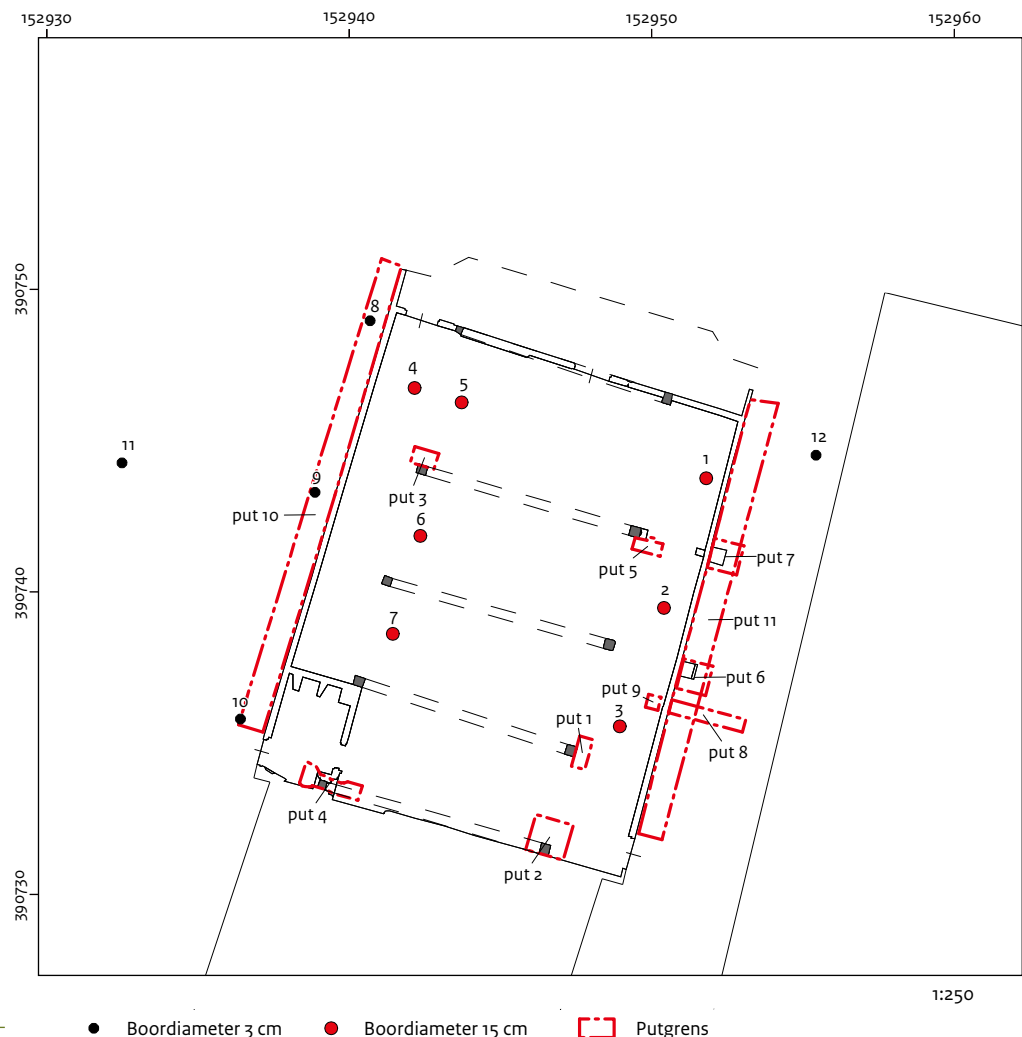 152930 152940 152950 152960
390750
8
4
5
11
12
1
9
put 3
put 10
6
put 7
put 5
390740
2
7
put 11
put 6
put 9
10
3
put 1
put 8
put 4
put 2
390730
1:250
Boordiameter 3 cm Boordiameter 15 cm Putgrens